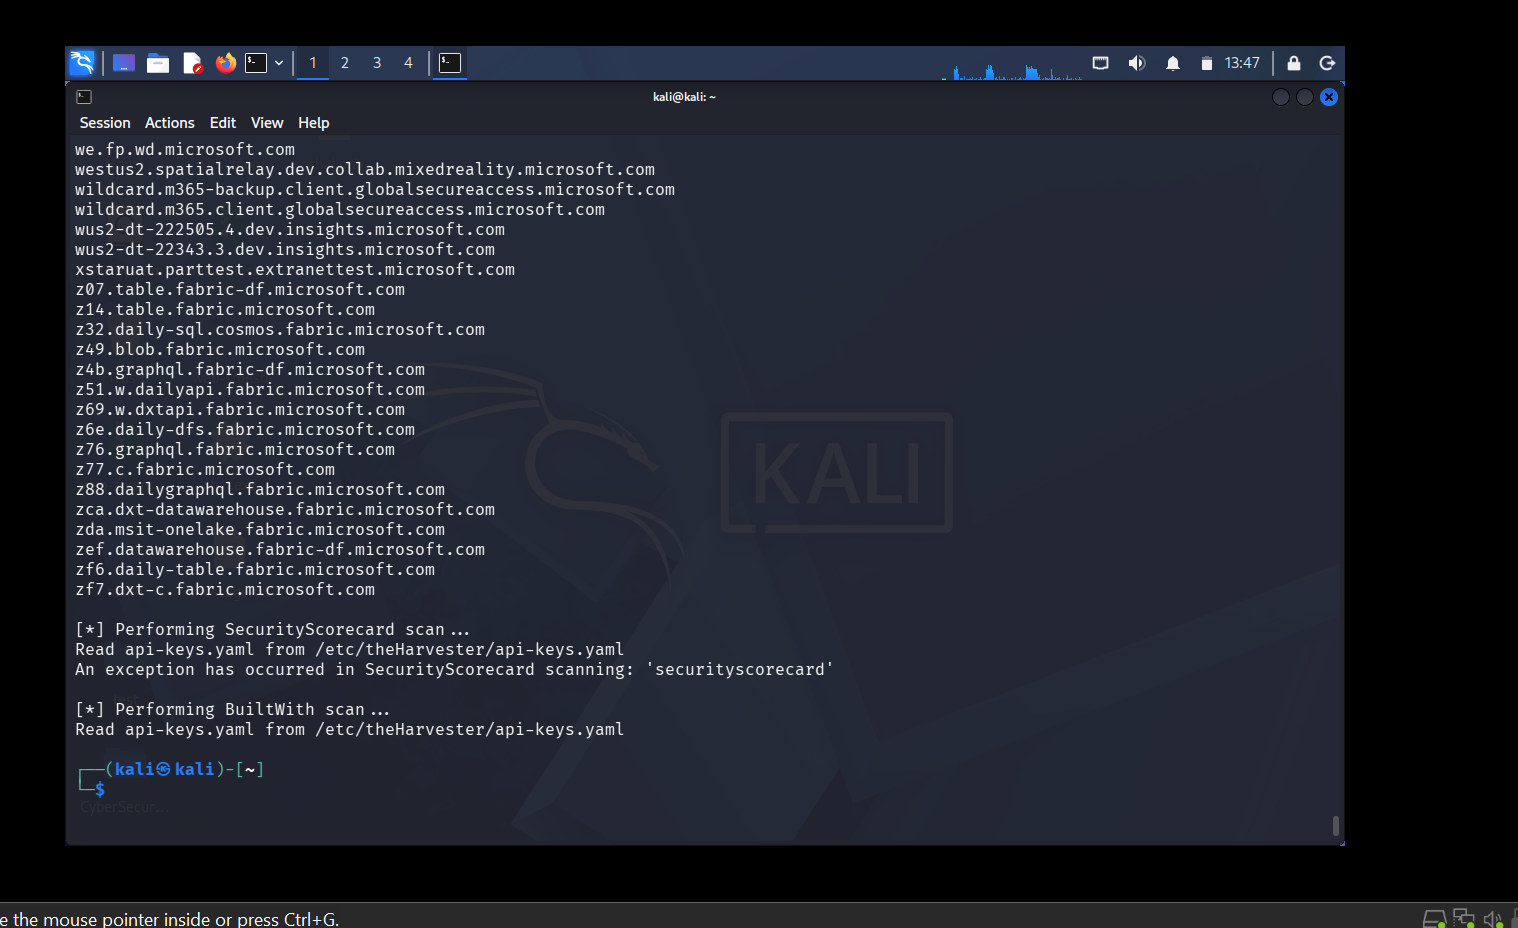 1 2 3 4 13:47
kali@kali: ~
Session Actions Edit View Help
we.fp.wd.microsoft.com
westus2.spatialrelay.dev.collab.mixedreality.microsoft.com
wildcard.m365-backup.client.globalsecureaccess.microsoft.com
wildcard.m365.client.globalsecureaccess.microsoft.com
wus2-dt-222505.4.dev.insights.microsoft.com
wus2-dt-22343.3.dev.insights.microsoft.com
xstaruat.parttest.extranettest.microsoft.com
z07.table.fabric-df.microsoft.com
z14.table.fabric.microsoft.com
z32.daily-sql.cosmos.fabric.microsoft.com
z49.blob.fabric.microsoft.com
z4b.graphql.fabric-df.microsoft.com
z51.w.dailyapi.fabric.microsoft.com
z69.w.dxtapi.fabric.microsoft.com
z6e.daily-dfs.fabric.microsoft.com
z76.graphql.fabric.microsoft.com
z77.c.fabric.microsoft.com
z88.dailygraphql.fabric.microsoft.com
zca.dxt-datawarehouse.fabric.microsoft.com
zda.msit-onelake.fabric.microsoft.com
zef.datawarehouse.fabric-df.microsoft.com
zf6.daily-table.fabric.microsoft.com
zf7.dxt-c.fabric.microsoft.com
KALI
[*] Performing SecurityScorecard scan...
Read api-keys.yaml from /etc/theHarvester/api-keys.yaml
An exception has occurred in SecurityScorecard scanning: 'securityscorecard'
[*] Performing BuiltWith scan...
Read api-keys.yaml from /etc/theHarvester/api-keys.yaml
┌──(kali㉿kali)-[~]
└─$
CyberSecur...
e the mouse pointer inside or press Ctrl+G.